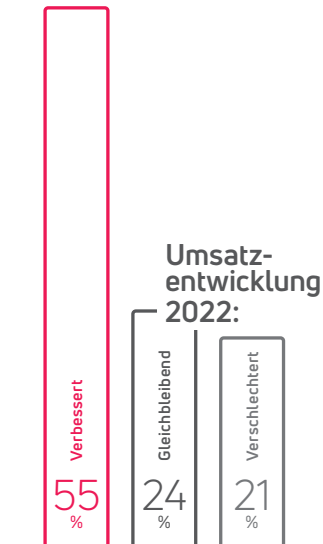 Umsatz-
entwicklung
2022:
Verbessert
55
%
Gleichbleibend
24
%
Verschlechtert
21
%